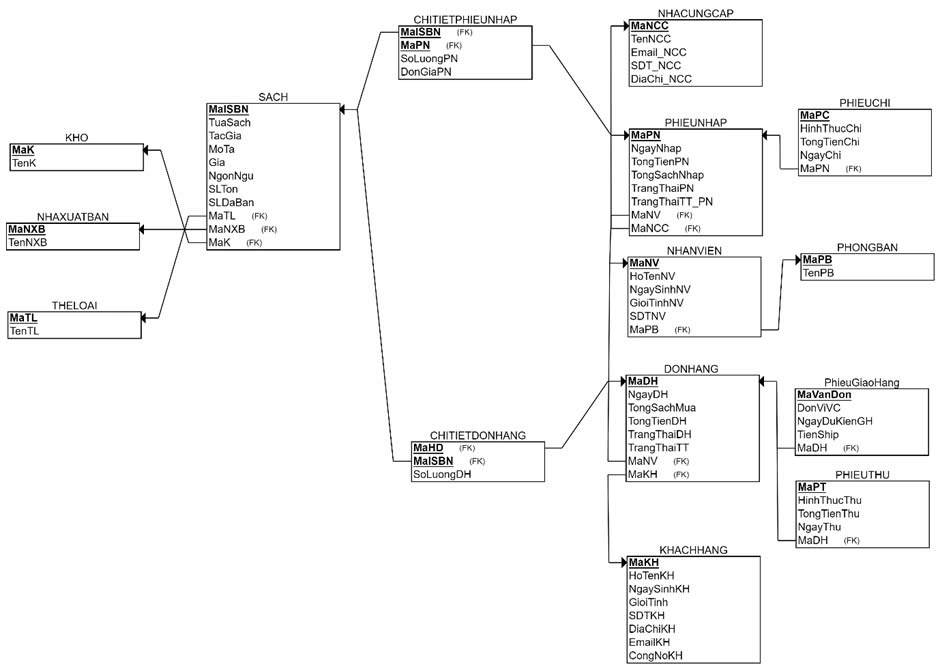 CHITIETPHIEUNHAP
MaISBN (FK)
MaPN (FK)
SoLuongPN
DonGiaPN
NHACUNGCAP
MaNCC
TenNCC
Email_NCC
SDT_NCC
DiaChi_NCC
SACH
MaISBN
TuaSach
TacGia
MoTa
Gia
NgonNgu
SLTon
SLDaBan
MaTL (FK)
MaNXB (FK)
MaK (FK)
KHO
MaK
TenK
NHAXUATBAN
MaNXB
TenNXB
THELOAI
MaTL
TenTL
PHIEUNHAP
MaPN
NgayNhap
TongTienPN
TongSachNhap
TrangThaiPN
TrangThaiTT_PN
MaNV (FK)
MaNCC (FK)
PHIEUCHI
MaPC
HinhThucChi
TongTienChi
NgayChi
MaPN (FK)
NHANVIEN
MaNV
HoTenNV
NgaySinhNV
GioiTinhNV
SDTNV
MaPB (FK)
PHONGBAN
MaPB
TenPB
DONHANG
MaDH
NgayDH
TongSachMua
TongTienDH
TrangThaiDH
TrangThaiTT
MaNV (FK)
MaKH (FK)
PhieuGiaoHang
MaVanDon
DonViVC
NgayDuKienGH
TienShip
MaDH (FK)
CHITIETDONHANG
MaHD (FK)
MaISBN (FK)
SoLuongDH
PHIEUTHU
MaPT
HinhThucThu
TongTienThu
NgayThu
MaDH (FK)
KHACHHANG
MaKH
HoTenKH
NgaySinhKH
GioiTinh
SDTKH
DiaChiKH
EmailKH
CongNoKH